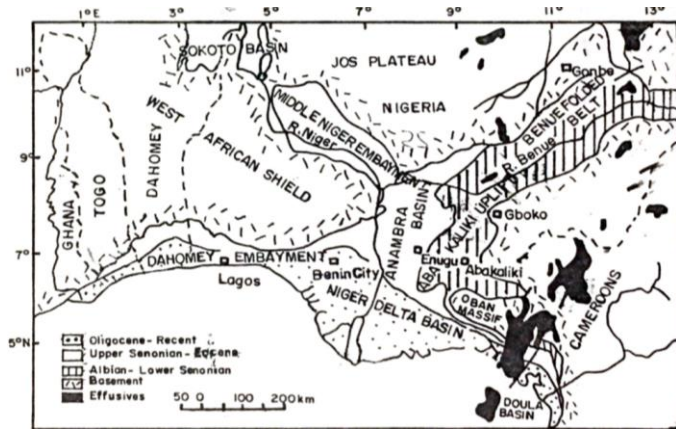 1°E 3° 5° 7° 9° 11° 13°
11°
9°
7°
5°N
SOKOTO BASIN
JOS PLATEAU
NIGERIA
Gombe
MIDDLE NIGER EMBAYMENT
R. Niger
BENUE FOLDED
BELT
R. Benue
WEST
AFRICAN SHIELD
GHANA
TOGO
DAHOMEY
ANAMBRA
BASIN
ABAKALIKI UPLIFT
Gboko
DAHOMEY EMBAYMENT
Lagos
Benin City
Enugu
Abakaliki
OBAN
MASSIF
NIGER DELTA BASIN
CAMEROONS
DOULA
BASIN
Oligocene-Recent
Upper Senonian-Eocene
Albian-Lower Senonian
Basement
Effusives
50 0 100 200km